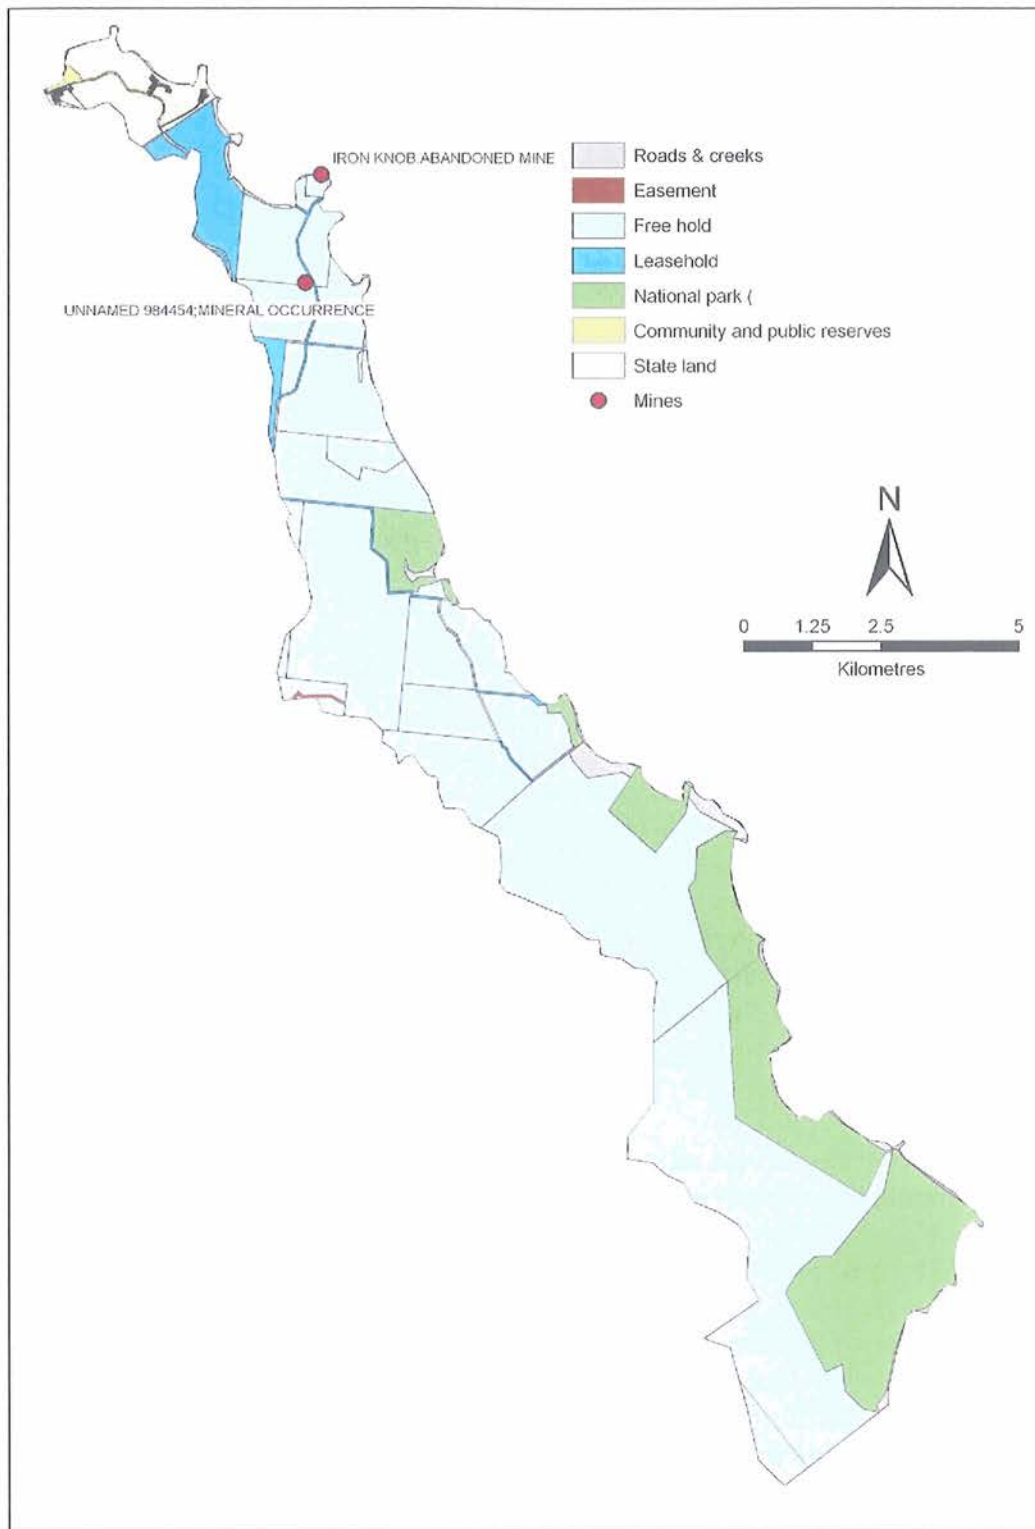 IRON KNOB;ABANDONED MINE
UNNAMED 984454;MINERAL OCCURRENCE
Roads & creeks
Easement
Free hold
Leasehold
National park (
Community and public reserves
State land
Mines
N
0 1.25 2.5 5
Kilometres